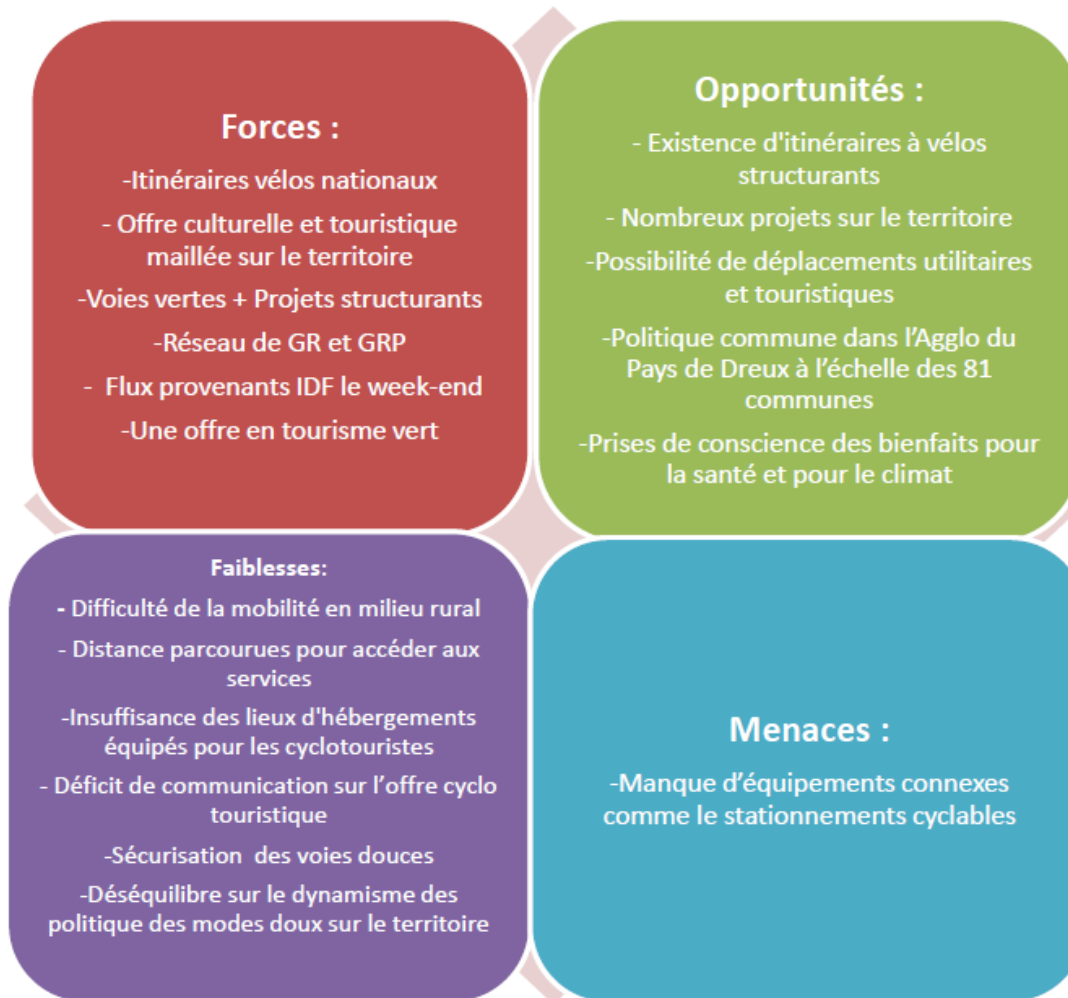 Forces :
-Itinéraires vélos nationaux
- Offre culturelle et touristique
maillée sur le territoire
-Voies vertes + Projets structurants
-Réseau de GR et GRP
- Flux provenants IDF le week-end
-Une offre en tourisme vert
Opportunités :
- Existence d'itinéraires à vélos
structurants
- Nombreux projets sur le territoire
-Possibilité de déplacements utilitaires
et touristiques
-Politique commune dans l’Agglo du
Pays de Dreux à l’échelle des 81
communes
-Prises de conscience des bienfaits pour
la santé et pour le climat
Faiblesses:
- Difficulté de la mobilité en milieu rural
- Distance parcourues pour accéder aux
services
-Insuffisance des lieux d'hébergements
équipés pour les cyclotouristes
- Déficit de communication sur l’offre cyclo
touristique
-Sécurisation des voies douces
-Déséquilibre sur le dynamisme des
politique des modes doux sur le territoire
Menaces :
-Manque d’équipements connexes
comme le stationnements cyclables